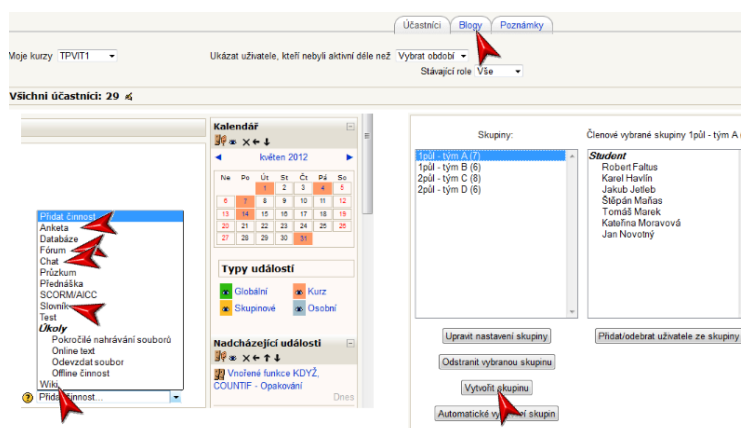 Účastníci Blogy Poznámky
Moje kurzy TPVIT1
Ukázat uživatele, kteří nebyli aktivní déle než Vybrat období
Stávající role Vše
Všichni účastníci: 29
Přidat činnost
Anketa
Databáze
Fórum
Chat
Průzkum
Přednáška
SCORM/AICC
Slovník
Test
Úkoly
Pokročilé nahrávání souborů
Online text
Odevzdat soubor
Offline činnost
Wiki
Přidat činnost...
Kalendář
květen 2012
Ne Po Út St Čt Pá So
1 2 3 4 5
6 7 8 9 10 11 12
13 14 15 16 17 18 19
20 21 22 23 24 25 26
27 28 29 30 31
Typy událostí
Globální Kurz
Skupinové Osobní
Nadcházející události
Vnořené funkce KDYŽ,
COUNTIF - Opakování
Dnes
Skupiny:
1půl - tým A (7)
1půl - tým B (6)
2půl - tým C (8)
2půl - tým D (6)
Upravit nastavení skupiny
Odstranit vybranou skupinu
Vytvořit skupinu
Automatické skupin
Členové vybrané skupiny 1půl - tým A
Student
Robert Faltus
Karel Havlín
Jakub Jetleb
Štěpán Maňas
Tomáš Marek
Kateřina Moravová
Jan Novotný
Přidat/odebrat uživatele ze skupiny